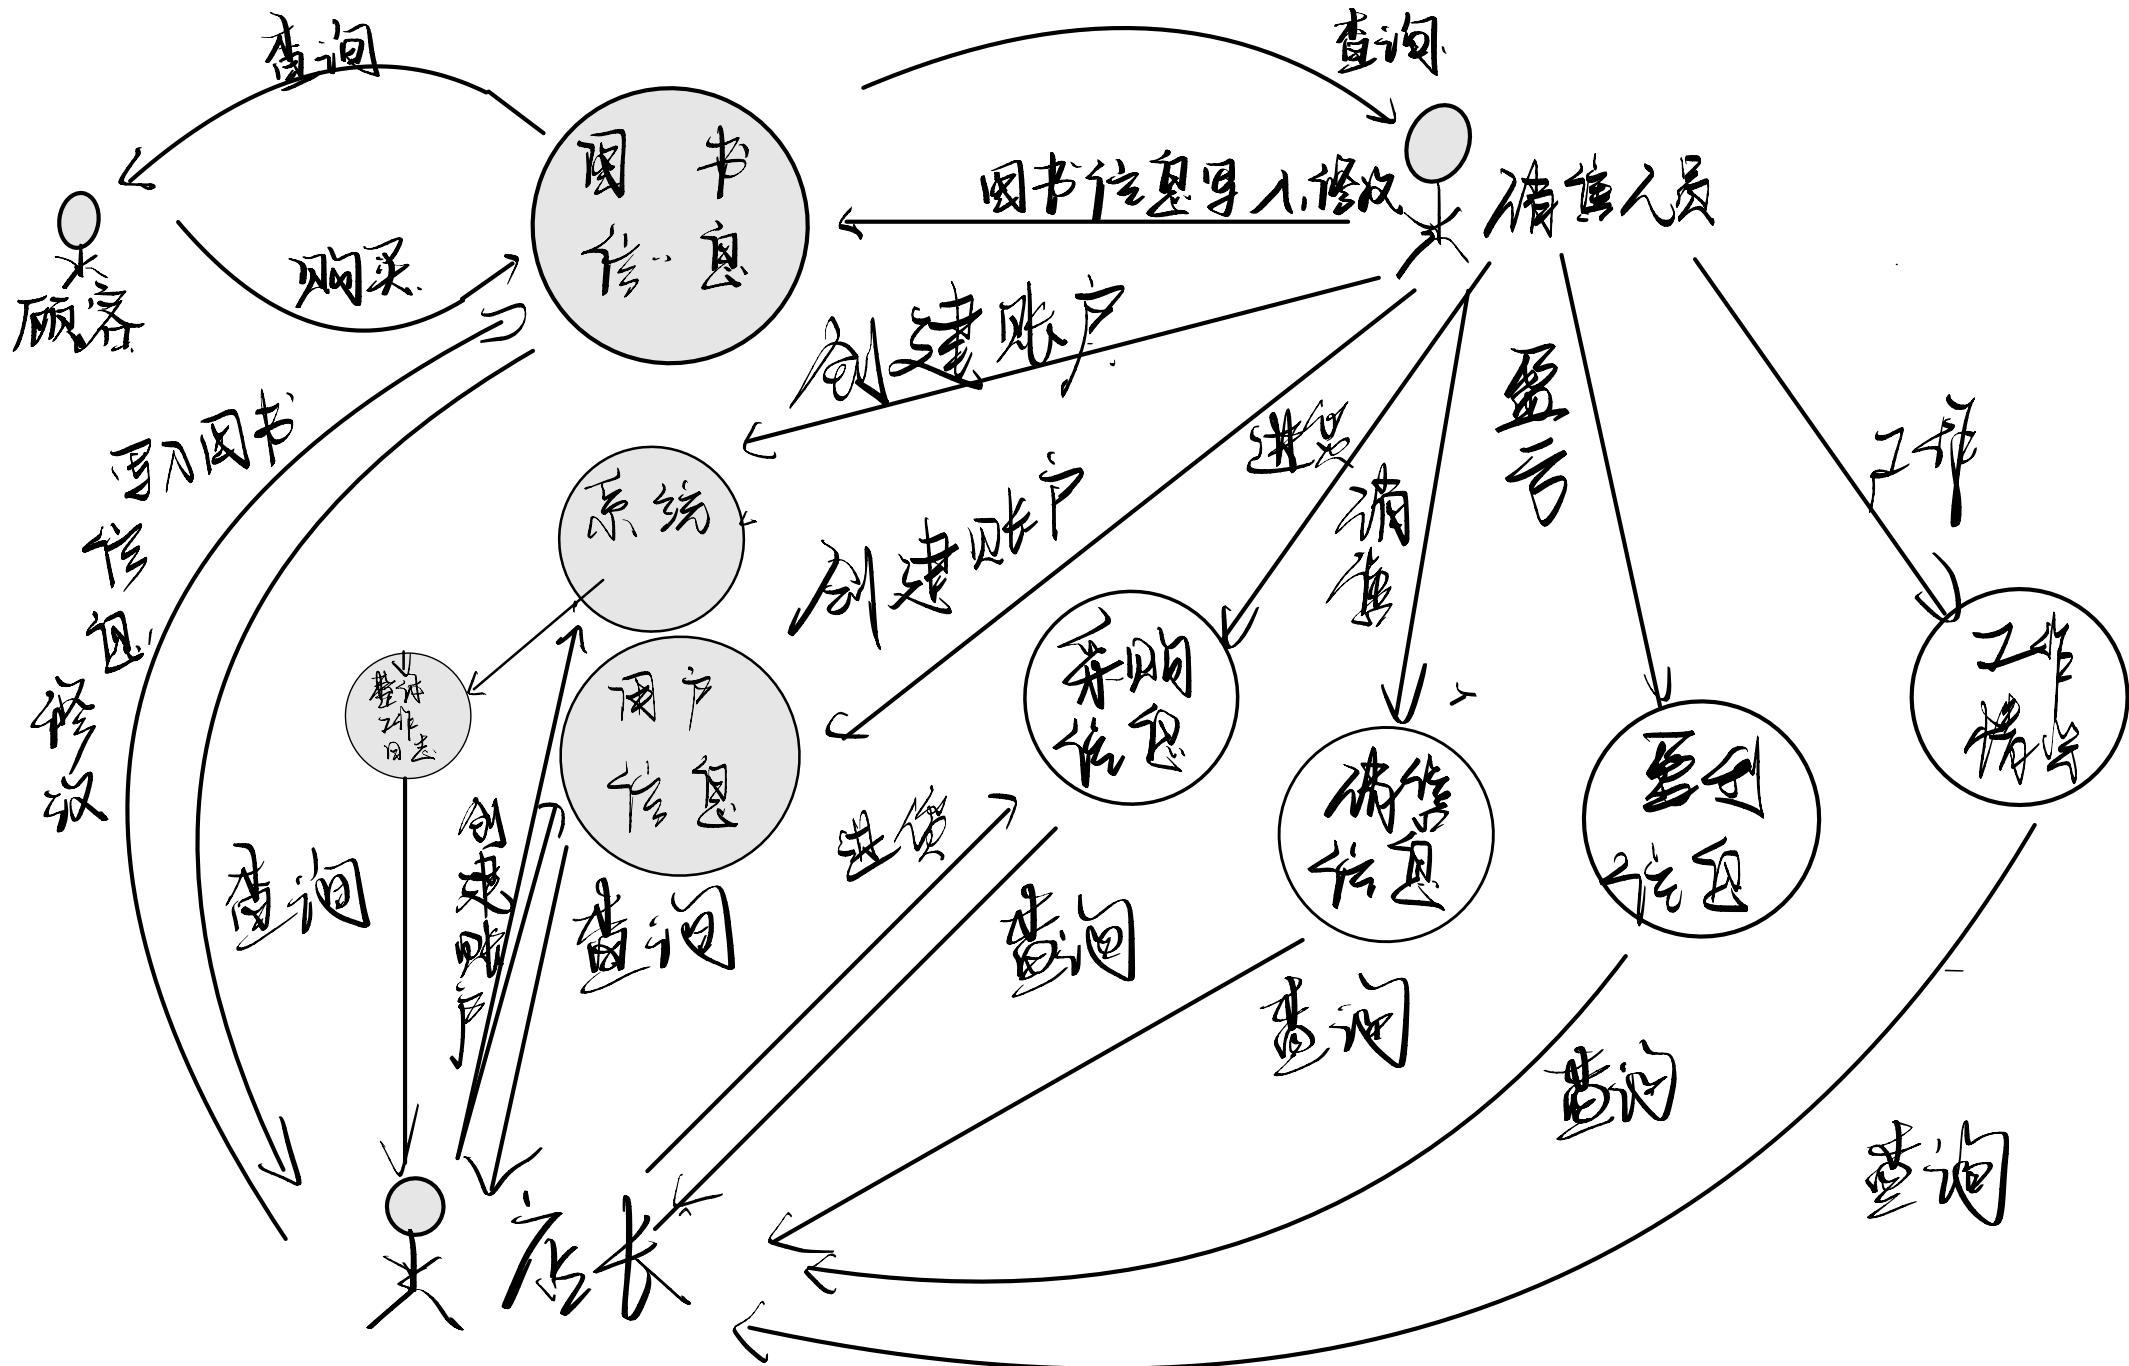 查询
查询
图书
信息
图书信息写入,修改
销售人员
购买
顾客
创建账户
盈亏
工作
写入图书
信
息,
修
改
进货
销
售
系统
创建账户
整体
工作
日志
用户
信息
采购
信息
工作
情况
销售
信息
盈利
信息
创
建
账
户
进货
查询
查询
查询
查询
查询
查询
店长